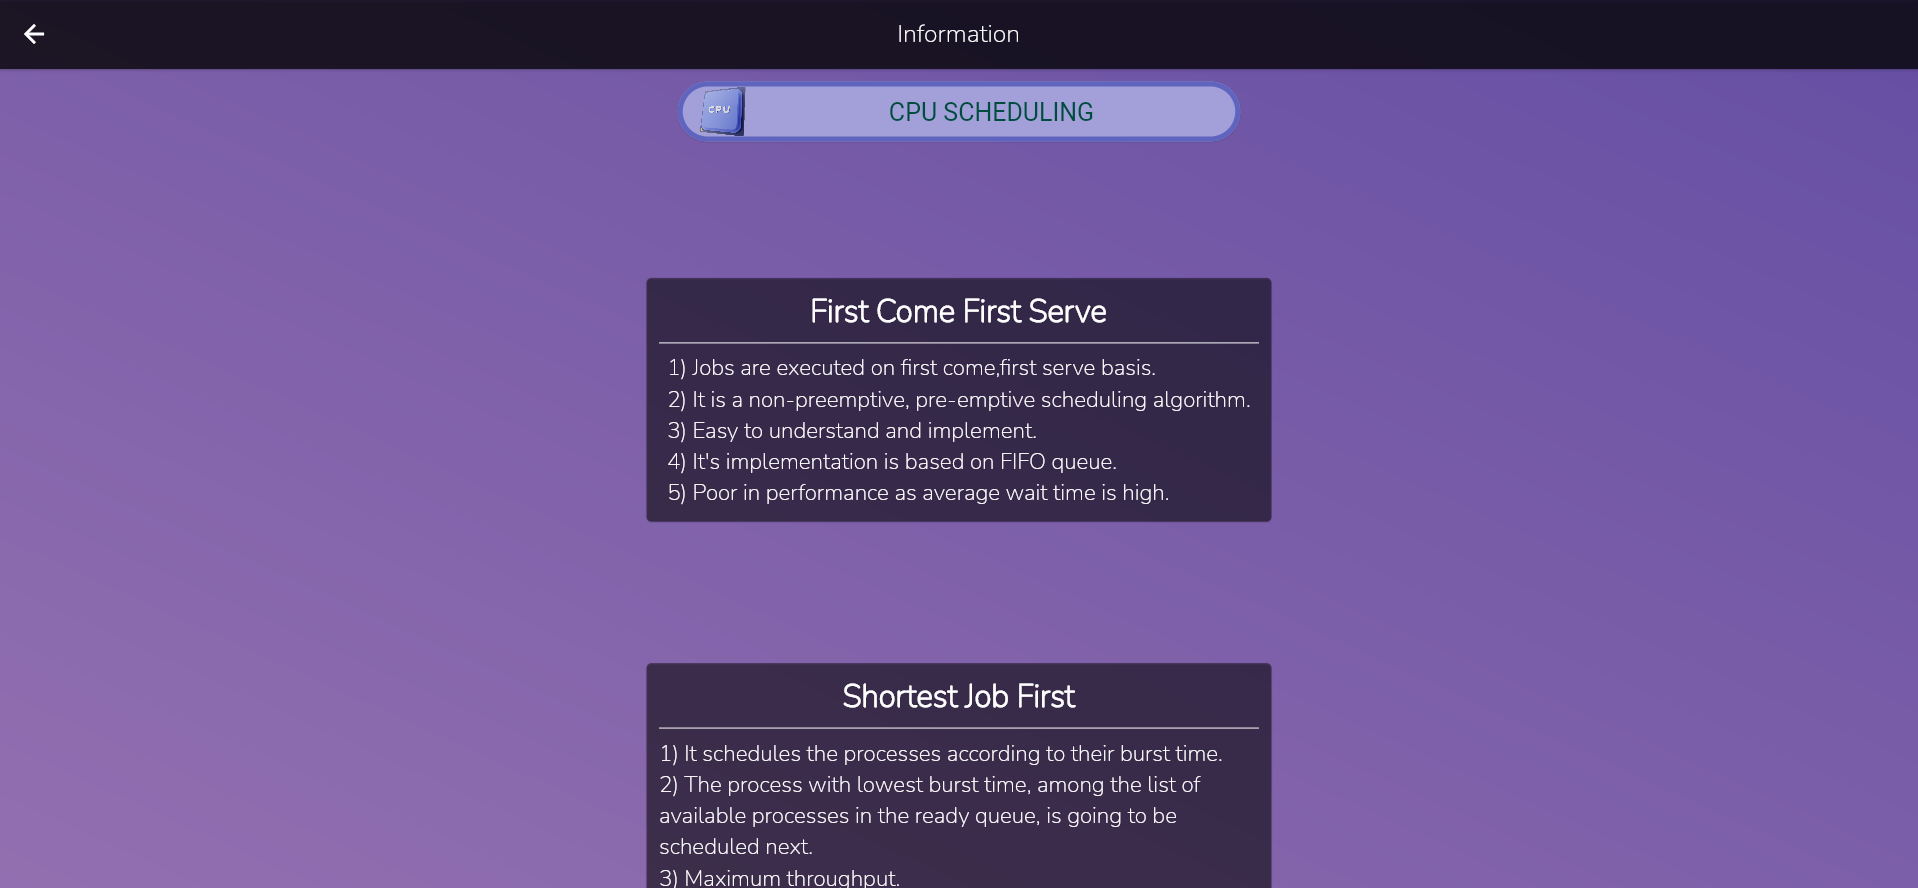 Information
CPU
CPU SCHEDULING
First Come First Serve
1) Jobs are executed on first come,first serve basis.
2) It is a non-preemptive, pre-emptive scheduling algorithm.
3) Easy to understand and implement.
4) It's implementation is based on FIFO queue.
5) Poor in performance as average wait time is high.
Shortest Job First
1) It schedules the processes according to their burst time.
2) The process with lowest burst time, among the list of
available processes in the ready queue, is going to be
scheduled next.
3) Maximum throughput.